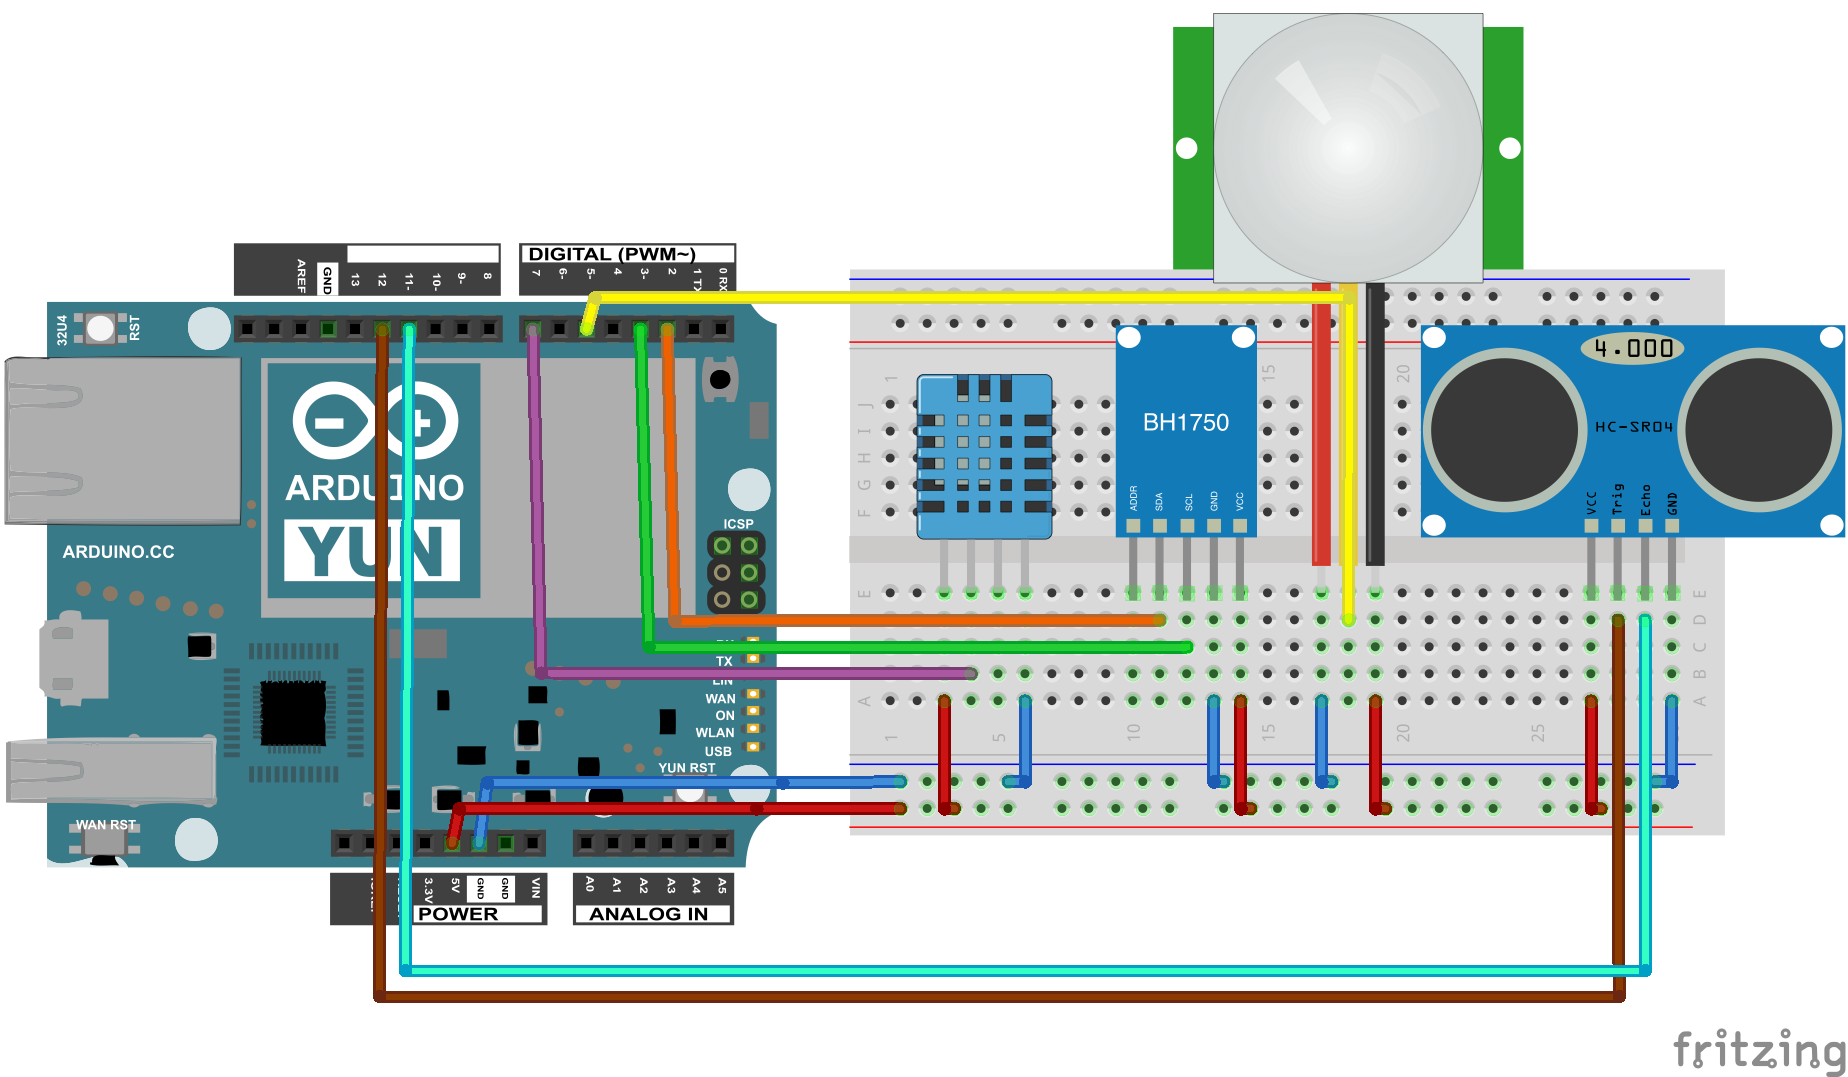 DIGITAL (PWM~)
AREF
GND
13
12
11-
10-
9-
8
7
6-
5-
4
3-
2
1 TX
0 RX
32U4
RST
ARDUINO
YUN
ARDUINO.CC
ICSP
TX
WAN
ON
WLAN
USB
YUN RST
WAN RST
3.3V
5V
GND
GND
VIN
POWER
A0
A1
A2
A3
A4
A5
ANALOG IN
1
15
20
J
I
H
G
F
BH1750
ADDR
SDA
SCL
GND
VCC
4.000
HC-SR04
VCC
Trig
Echo
GND
E
D
C
B
A
E
D
C
B
A
1
5
10
15
20
25
fritzing